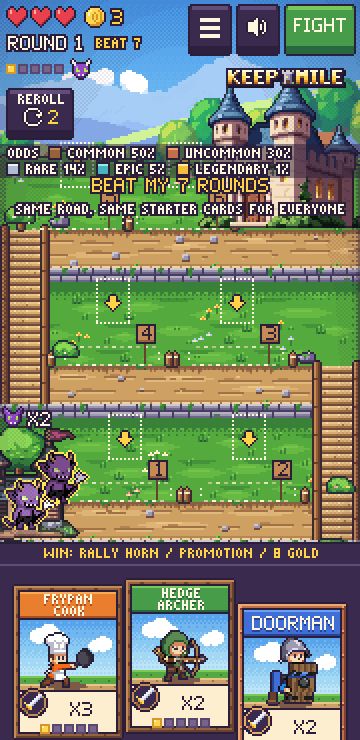 3
FIGHT
ROUND 1 BEAT 7
KEEP MILE
REROLL
2
ODDS COMMON 50% UNCOMMON 30%
RARE 14% EPIC 5% LEGENDARY 1%
BEAT MY 7 ROUNDS
SAME ROAD, SAME STARTER CARDS FOR EVERYONE
4
3
X2
1
2
WIN: RALLY HORN / PROMOTION / 8 GOLD
FRYPAN
COOK
X3
HEDGE
ARCHER
X2
DOORMAN
X2